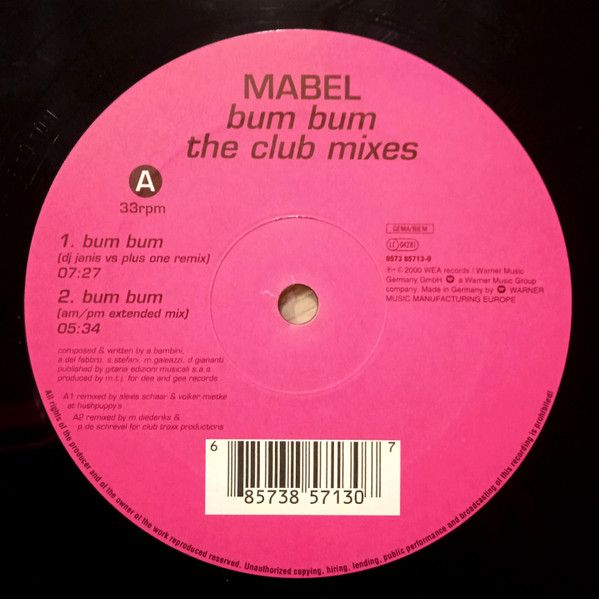 MABEL
bum bum
the club mixes
A
33rpm
1. bum bum
(dj janis vs plus one remix)
07:27
2. bum bum
(am/pm extended mix)
05:34
composed & written by a.bambini,
a.del fabbro, s.stefani, m.galeazzi, d.giananti
published by gitana edizioni musicali s.a.s
produced by m.t.j. for dee and gee records
A1 remixed by alexis schaar & volker mietke
at hushpuppy's
A2 remixed by m.diederiks &
p.de schrevel for club traxx productions
GEMA/BIEM
LC 04281
8573 85713-0
℗ © 2000 WEA records / Warner Music
Germany GmbH a Warner Music Group
company. Made in Germany by WARNER
MUSIC MANUFACTURING EUROPE
6 85738 57130 7
All rights of the producer and of the owner of the work reproduced reserved. Unauthorized copying, hiring, lending, public performance and broadcasting of this recording is prohibited!